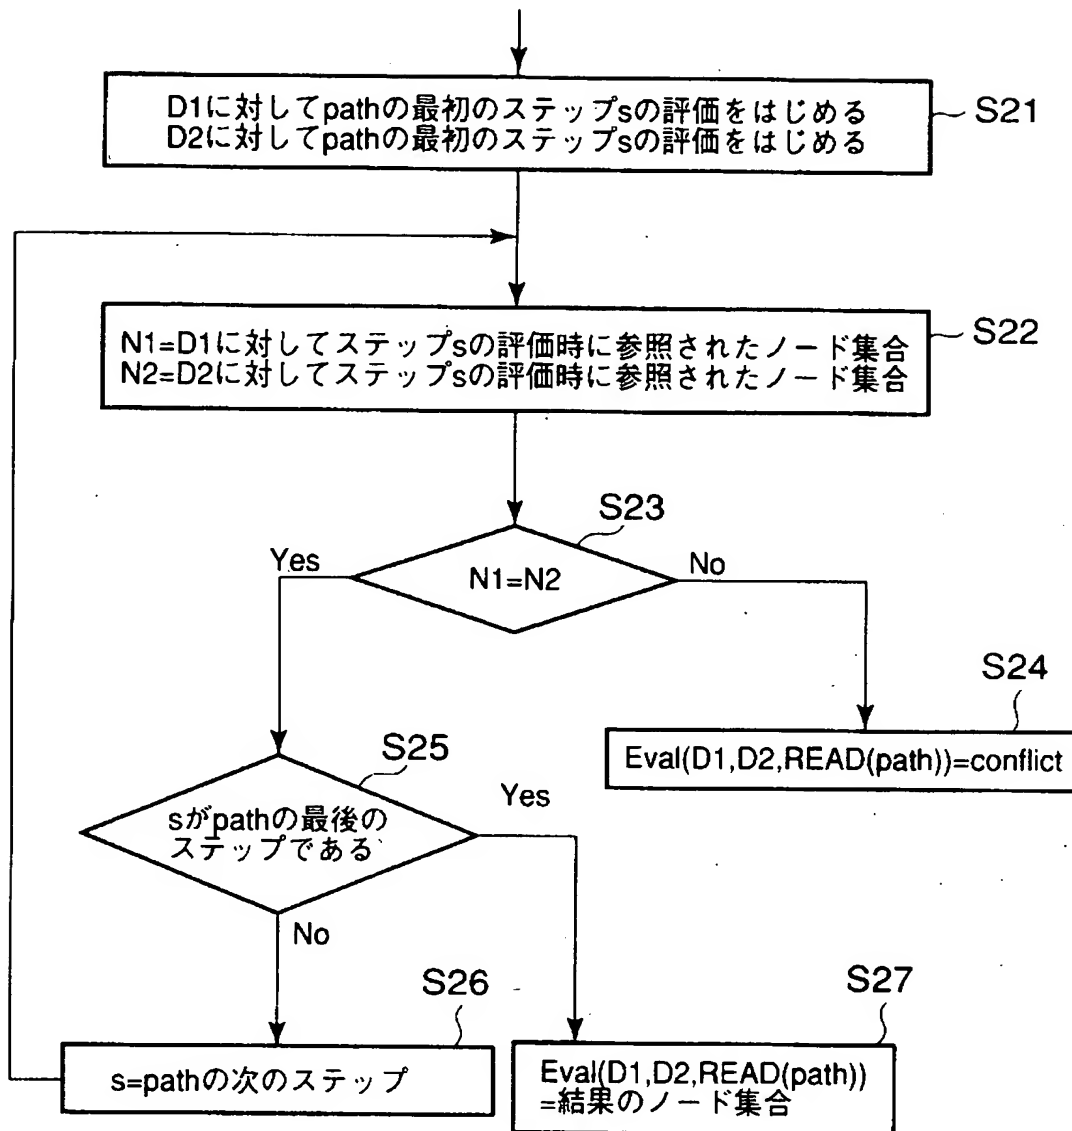 D1に対してpathの最初のステップsの評価をはじめる
D2に対してpathの最初のステップsの評価をはじめる
S21
N1=D1に対してステップsの評価時に参照されたノード集合
N2=D2に対してステップsの評価時に参照されたノード集合
S22
S23
Yes
N1=N2
No
S24
Eval(D1,D2,READ(path))=conflict
S25
Yes
sがpathの最後の
ステップである
No
S26
s=pathの次のステップ
S27
Eval(D1,D2,READ(path))
=結果のノード集合